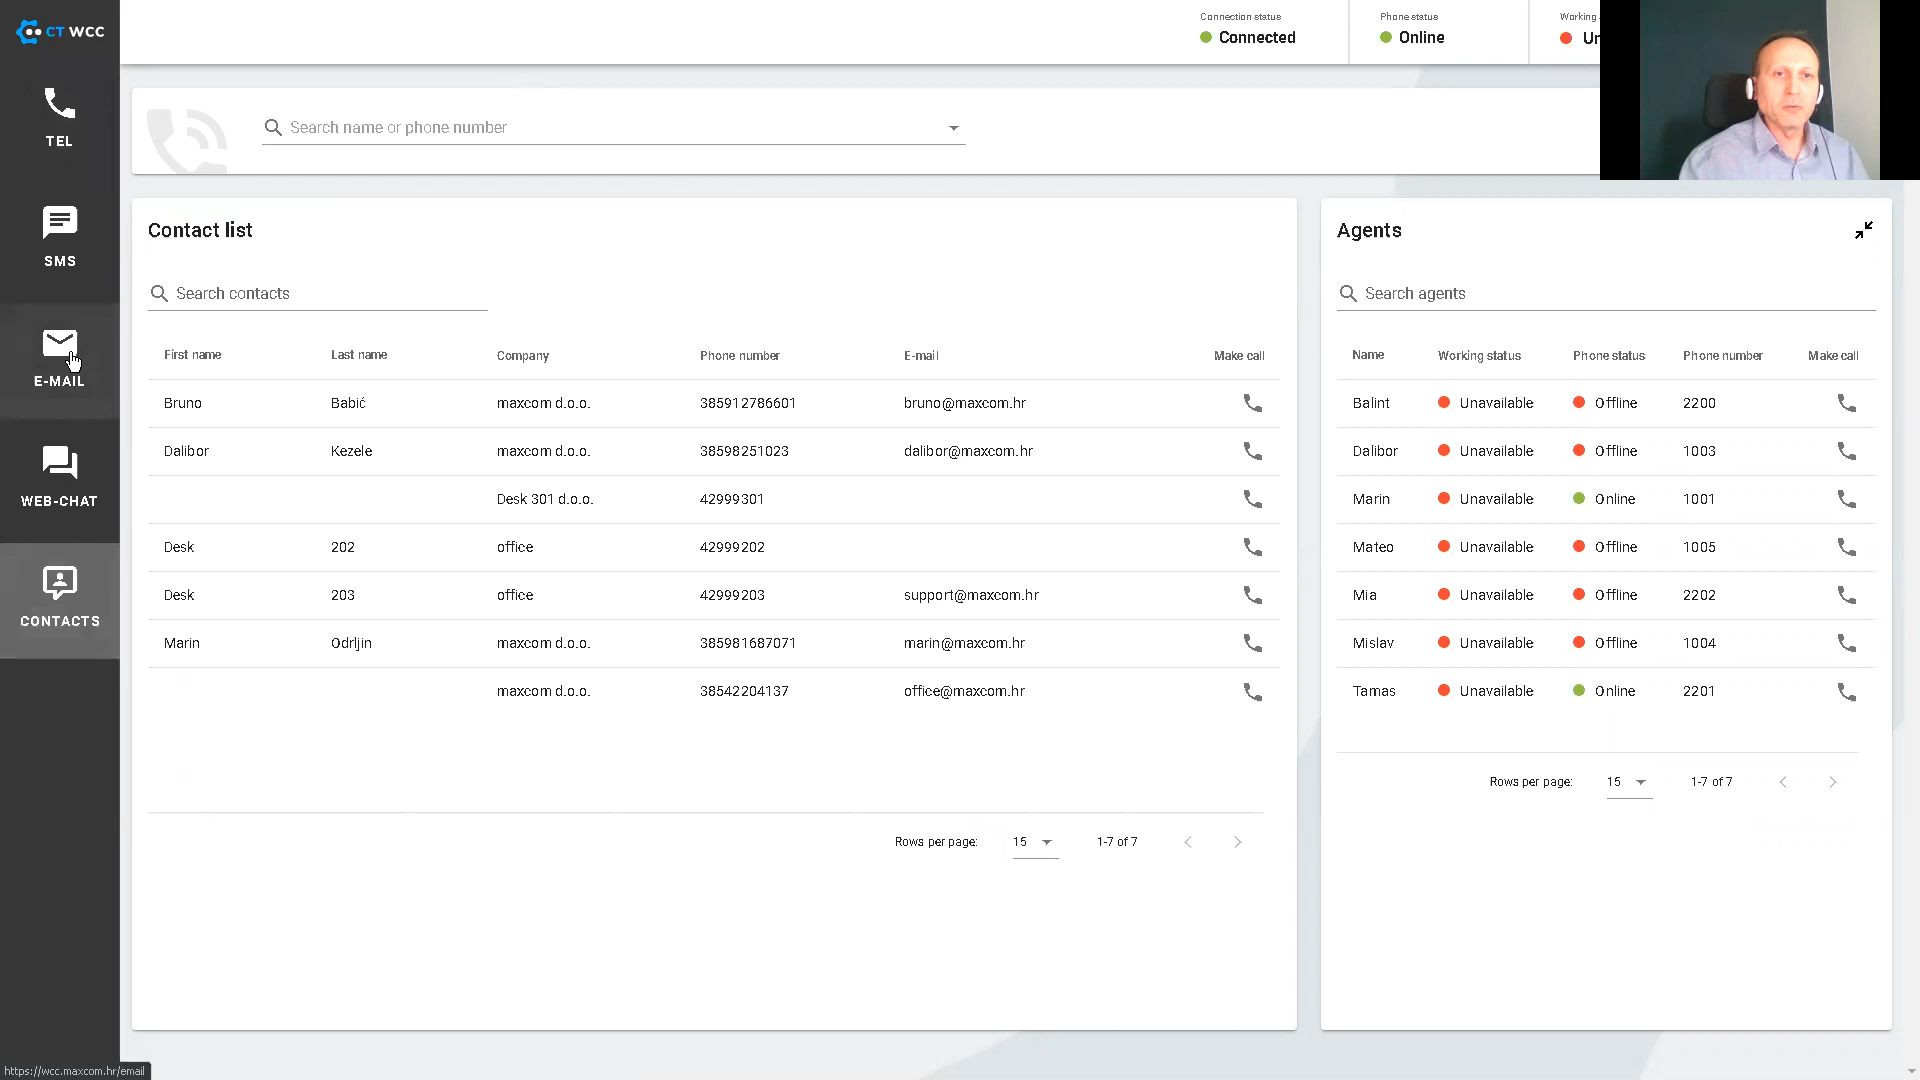 CT WCC
TEL
SMS
E-MAIL
WEB-CHAT
CONTACTS
Connection status
Connected
Phone status
Online
Working
Search name or phone number
Contact list
Search contacts
First name Last name Company Phone number E-mail Make call
Bruno Babić maxcom d.o.o. 385912786601 bruno@maxcom.hr
Dalibor Kezele maxcom d.o.o. 38598251023 dalibor@maxcom.hr
Desk 301 d.o.o. 42999301
Desk 202 office 42999202
Desk 203 office 42999203 support@maxcom.hr
Marin Odrljin maxcom d.o.o. 385981687071 marin@maxcom.hr
maxcom d.o.o. 38542204137 office@maxcom.hr
Rows per page: 15 1-7 of 7
Agents
Search agents
Name Working status Phone status Phone number Make call
Balint Unavailable Offline 2200
Dalibor Unavailable Offline 1003
Marin Unavailable Online 1001
Mateo Unavailable Offline 1005
Mia Unavailable Offline 2202
Mislav Unavailable Offline 1004
Tamas Unavailable Online 2201
Rows per page: 15 1-7 of 7
https://wcc.maxcom.hr/email